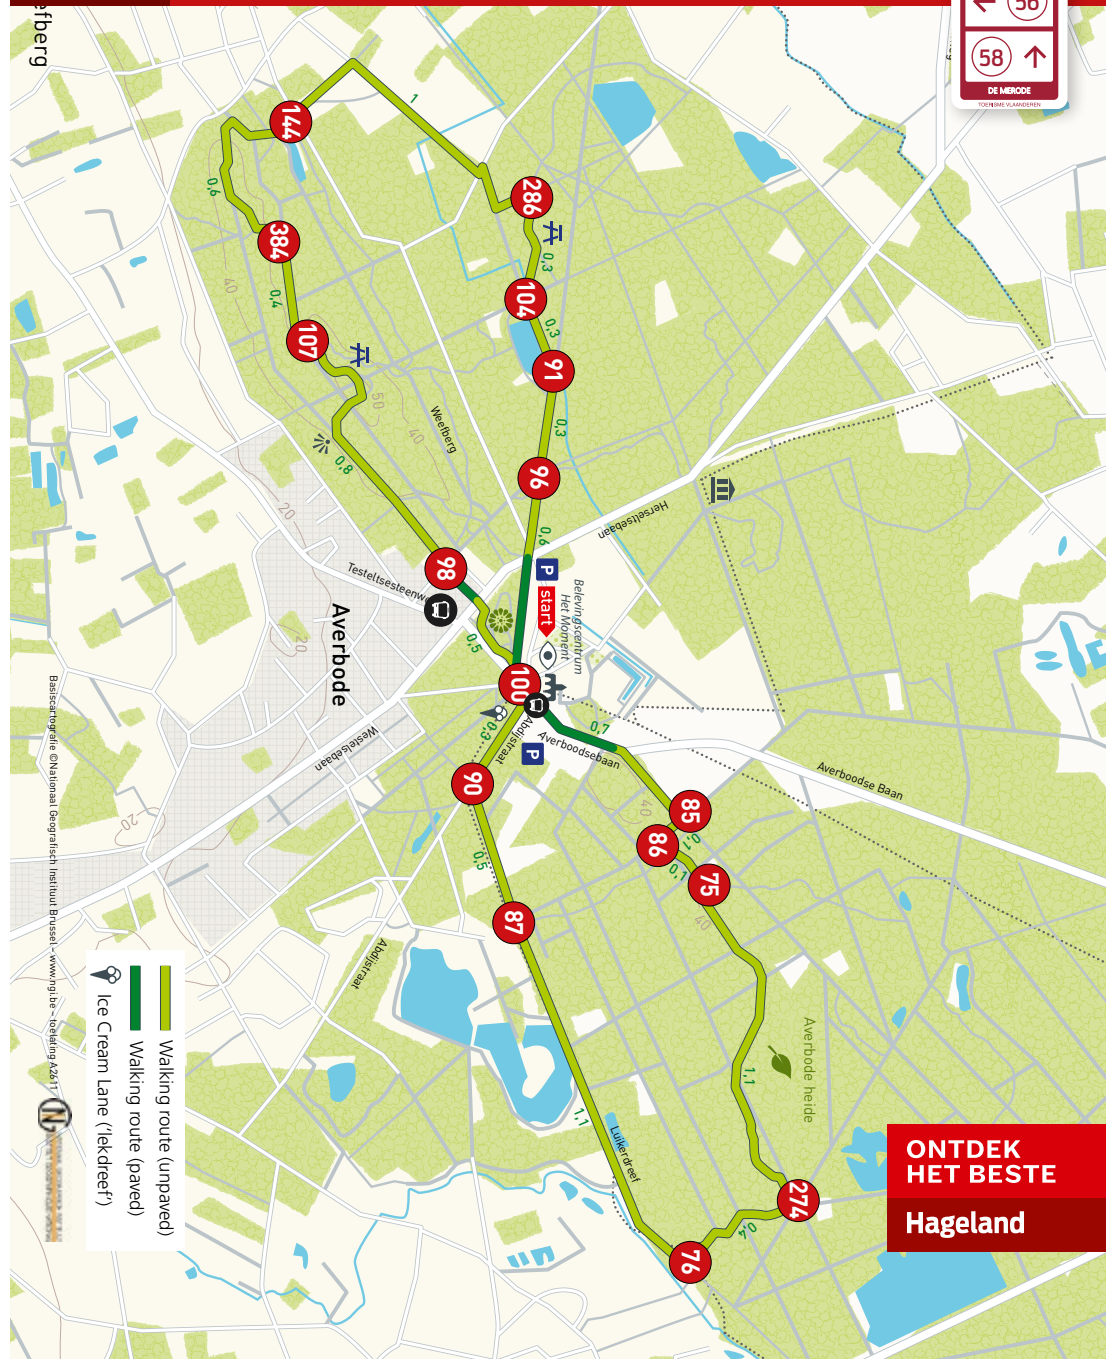 56
58
DE MERODE
TOERISME VLAANDEREN
efberg
144
1
286
0,6
384
0,3
104
0,4
40
0,3
107
91
50
40
Weefberg
0,3
0,8
96
20
Herseltsebaan
0,6
98
P
Testeltsesteenw
start
Belevingscentrum
Het Moment
Averbode
20
0,5
100
0,3
Abdijstraat
0,7
Averboodsebaan
P
Westelsebaan
Averboodse Baan
90
85
40
0,1
86
0,1
75
20
0,5
87
40
Abdijstraat
Averbode heide
1,1
1,1
Luikerdreef
274
0,4
76
ONTDEK
HET BESTE
Hageland
Walking route (unpaved)
Walking route (paved)
Ice Cream Lane ('Iekdreef')
Basiscartografie ©Nationaal Geografisch Instituut Brussel - www.ngi.be - toelating A2611